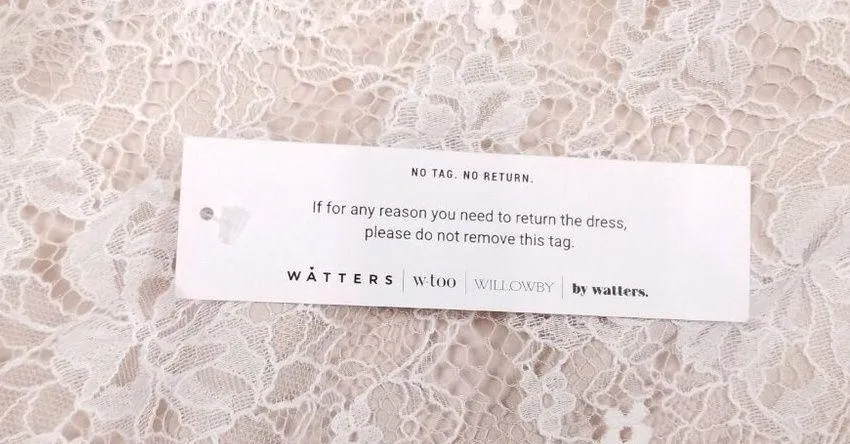 NO TAG. NO RETURN.
If for any reason you need to return the dress,
please do not remove this tag.
WATTERS | w·too | WILLOWBY | by watters.